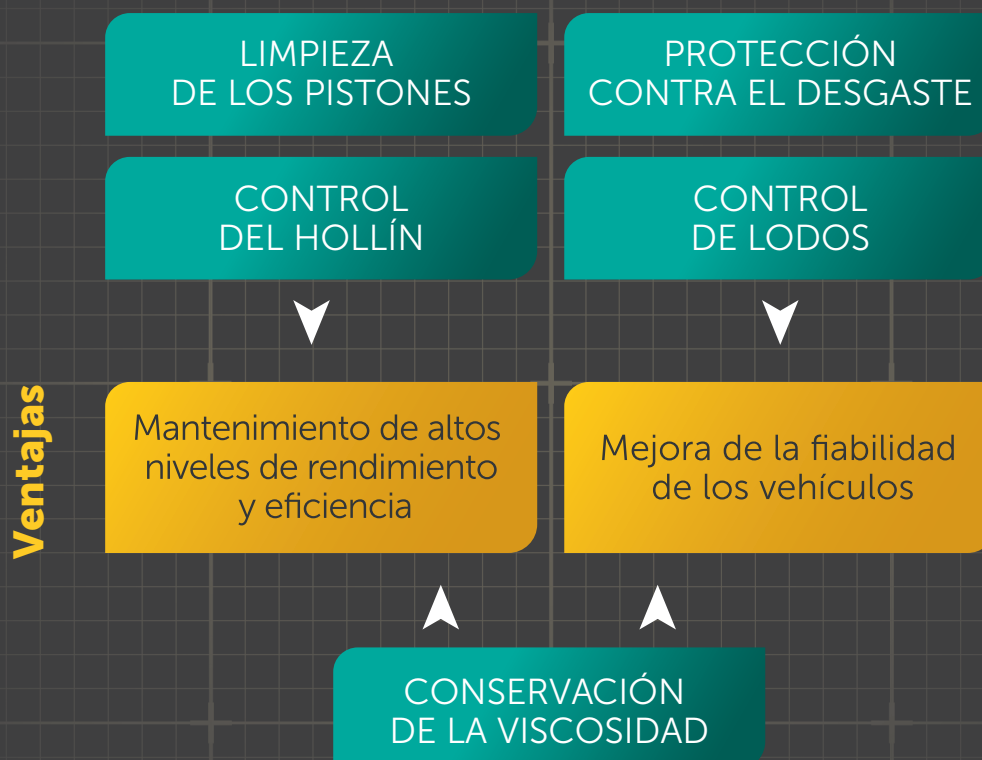 LIMPIEZA
DE LOS PISTONES
PROTECCIÓN
CONTRA EL DESGASTE
CONTROL
DEL HOLLÍN
CONTROL
DE LODOS
Ventajas
Mantenimiento de altos
niveles de rendimiento
y eficiencia
Mejora de la fiabilidad
de los vehículos
CONSERVACIÓN
DE LA VISCOSIDAD